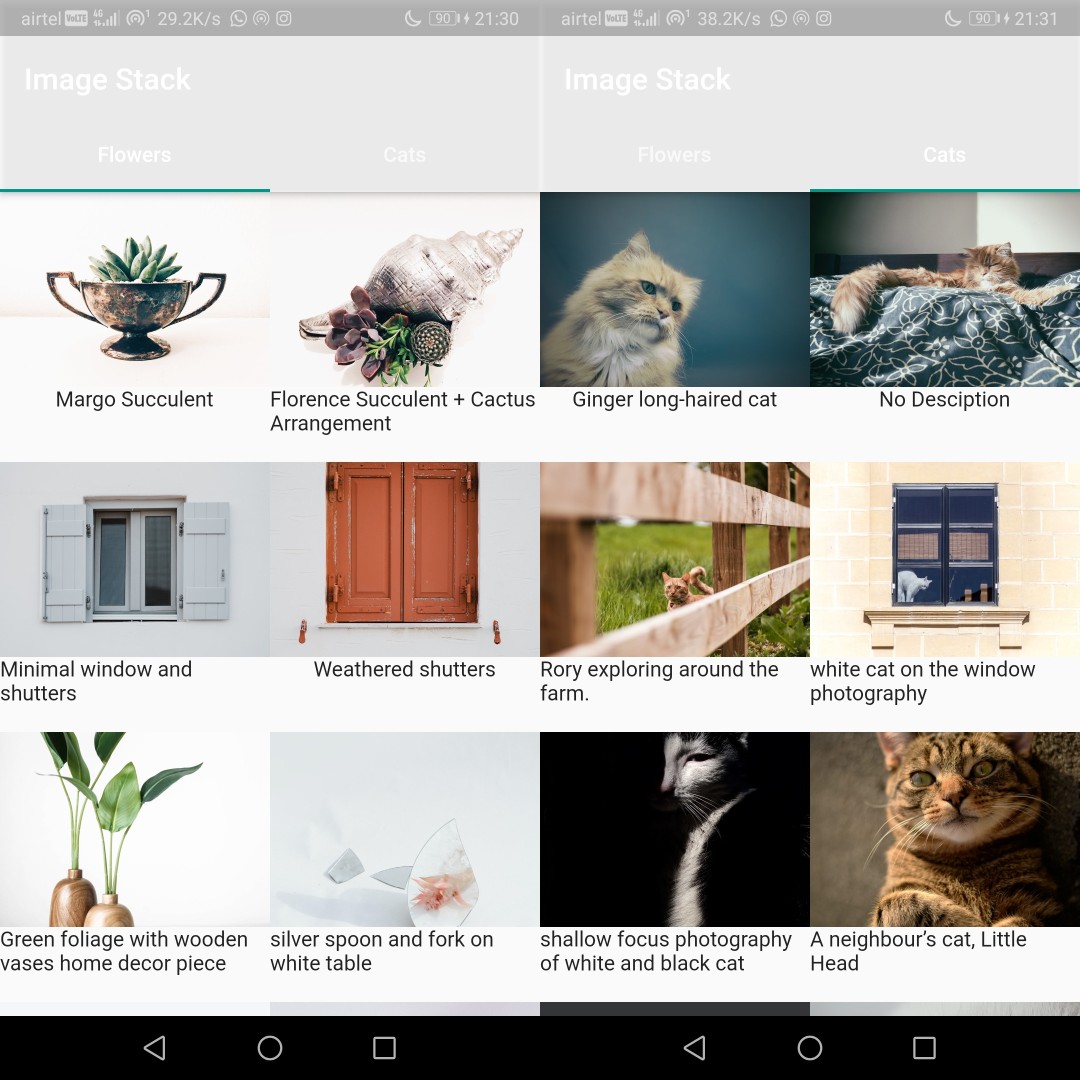 airtel VoLTE 4G 1 29.2K/s 90 21:30
Image Stack
Flowers Cats
Margo Succulent
Florence Succulent + Cactus
Arrangement
Minimal window and
shutters
Weathered shutters
Green foliage with wooden
vases home decor piece
silver spoon and fork on
white table
airtel VoLTE 4G 1 38.2K/s 90 21:31
Image Stack
Flowers Cats
Ginger long-haired cat
No Desciption
Rory exploring around the
farm.
white cat on the window
photography
shallow focus photography
of white and black cat
A neighbour’s cat, Little
Head